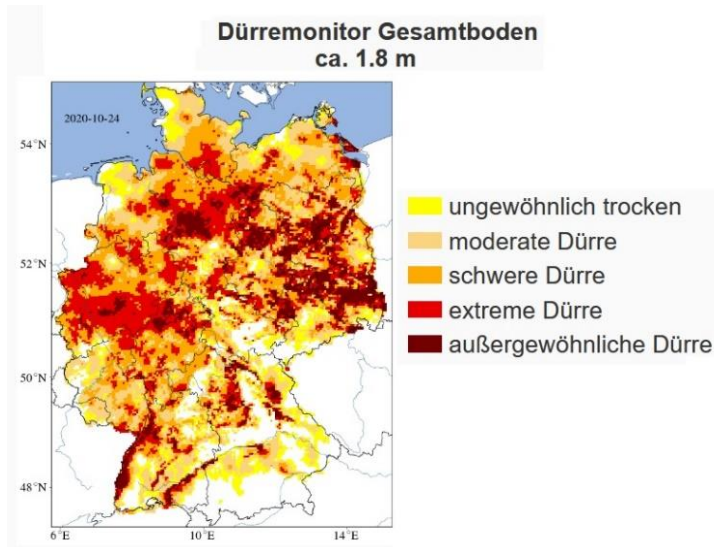 Dürremonitor Gesamtboden
ca. 1.8 m
2020-10-24
54°N
52°N
50°N
48°N
6°E
10°E
14°E
ungewöhnlich trocken
moderate Dürre
schwere Dürre
extreme Dürre
außergewöhnliche Dürre